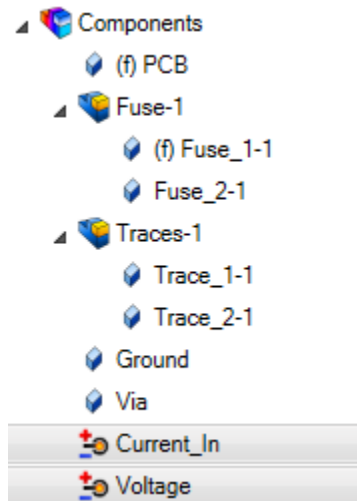 Components
(f) PCB
Fuse-1
(f) Fuse_1-1
Fuse_2-1
Traces-1
Trace_1-1
Trace_2-1
Ground
Via
Current_In
Voltage